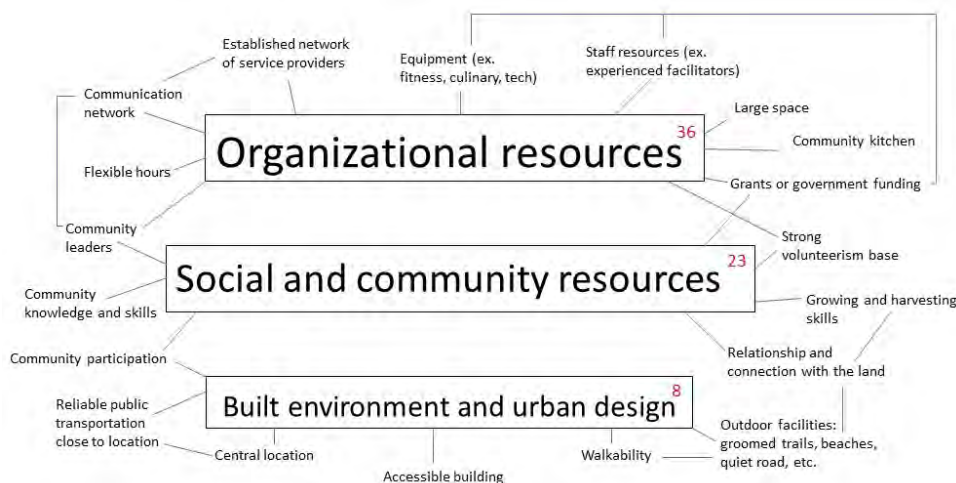 Established network
of service providers
Equipment (ex.
fitness, culinary, tech)
Staff resources (ex.
experienced facilitators)
Communication
network
Large space
Organizational resources 36
Community kitchen
Flexible hours
Grants or government funding
Community
leaders
Strong
volunteerism base
Social and community resources 23
Community
knowledge and skills
Growing and harvesting
skills
Community participation
Relationship and
connection with the land
Built environment and urban design 8
Reliable public
transportation
close to location
Outdoor facilities:
groomed trails, beaches,
quiet road, etc.
Central location
Walkability
Accessible building